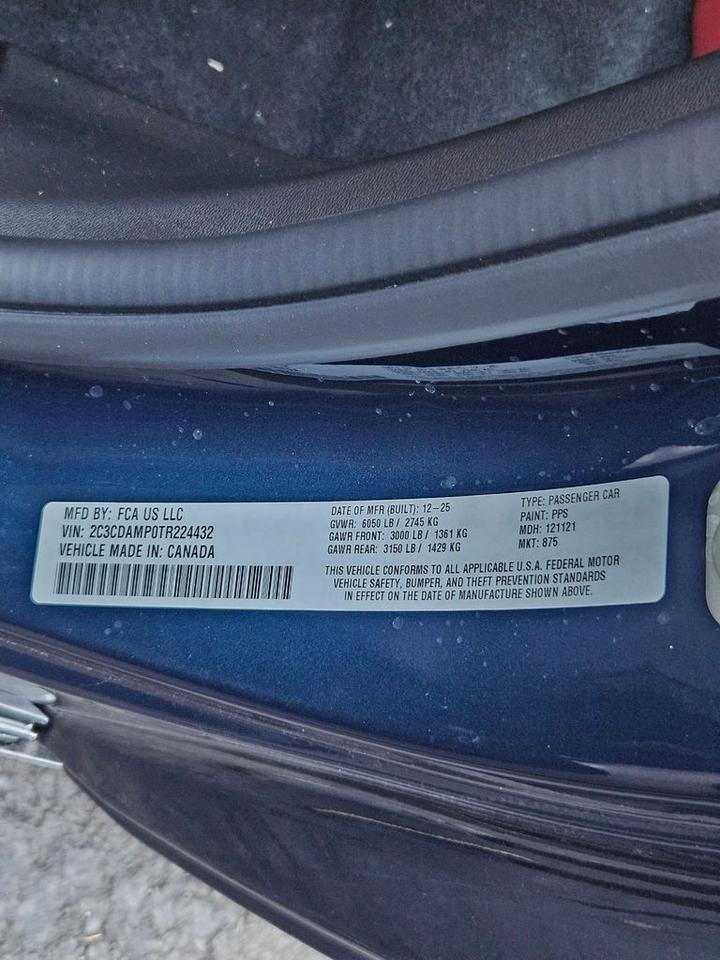 MFD BY: FCA US LLC
VIN: 2C3CDAMP0TR224432
VEHICLE MADE IN: CANADA
DATE OF MFR (BUILT): 12-25
GVWR: 6050 LB / 2745 KG
GAWR FRONT: 3000 LB / 1361 KG
GAWR REAR: 3150 LB / 1429 KG
TYPE: PASSENGER CAR
PAINT: PPS
MDH: 121121
MKT: 875
THIS VEHICLE CONFORMS TO ALL APPLICABLE U.S.A. FEDERAL MOTOR
VEHICLE SAFETY, BUMPER, AND THEFT PREVENTION STANDARDS
IN EFFECT ON THE DATE OF MANUFACTURE SHOWN ABOVE.